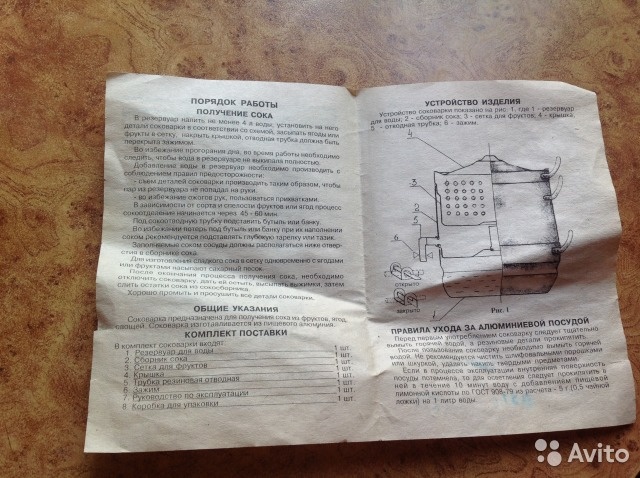 ПОРЯДОК РАБОТЫ
ПОЛУЧЕНИЕ СОКА
В резервуар налить не менее 4 л воды, установить на него
детали соковарки в соответствии со схемой, засыпать ягоды или
фрукты в сетку, накрыть крышкой, отводная трубка должна быть
перекрыта зажимом.
Во избежание прогорания дна, во время работы необходимо
следить, чтобы вода в резервуаре не выкипала полностью.
Добавление воды в резервуар необходимо производить с
соблюдением правил предосторожности:
- съем деталей соковарки производить таким образом, чтобы
пар из резервуара не попадал на руки,
- во избежание ожогов рук, пользоваться прихватками.
В зависимости от сорта и спелости фруктов или ягод процесс
сокоотделения начинается через 45 - 60 мин.
Под сокоотводную трубку подставить бутыль или банку.
Во избежание потерь под бутыль или банку при их наполнении
соком рекомендуется подставлять глубокую тарелку или тазик.
Заполняемые соком сосуды должны располагаться ниже отвер-
стия в сборнике сока.
Для изготовления сладкого сока в сетку одновременно с ягодами
или фруктами насыпают сахарный песок.
После окончания процесса получения сока, необходимо
отключить соковарку, дать ей остыть, высыпать выжимки, затем
слить остатки сока из сокосборника.
Хорошо промыть и просушить все детали соковарки.
ОБЩИЕ УКАЗАНИЯ
Соковарка предназначена для получения сока из фруктов, ягод,
овощей. Соковарка изготавливается из пищевого алюминия.
КОМПЛЕКТ ПОСТАВКИ
В комплект соковарки входят:
1. Резервуар для воды 1 шт.
2. Сборник сока 1 шт.
3. Сетка для фруктов 1 шт.
4. Крышка 1 шт.
5. Трубка резиновая отводная 1 шт.
6. Зажим 1 шт.
7. Руководство по эксплуатации 1 шт.
8. Коробка для упаковки 1 шт.
УСТРОЙСТВО ИЗДЕЛИЯ
Устройство соковарки показано на рис. 1, где 1 - резервуар
для воды; 2 - сборник сока; 3 - сетка для фруктов; 4 - крышка;
5 - отводная трубка; 6 - зажим.
4
3
2
5
6
открыто
закрыто
1
Рис. 1
ПРАВИЛА УХОДА ЗА АЛЮМИНИЕВОЙ ПОСУДОЙ
Перед первым употреблением соковарку следует тщательно
вымыть горячей водой, а резиновые детали прокипятить.
После пользования соковарку необходимо вымыть горячей
водой. Не рекомендуется чистить шлифовальными порошками
или пемзой, удалять накипь твердыми предметами.
Если в процессе эксплуатации внутренняя поверхность
посуды потемнела, то для осветления следует прокипятить в
ней в течение 10 минут воду с добавлением пищевой
лимонной кислоты по ГОСТ 908-79 из расчета - 5 г (0,5 чайной
ложки) на 1 литр воды.
Avito